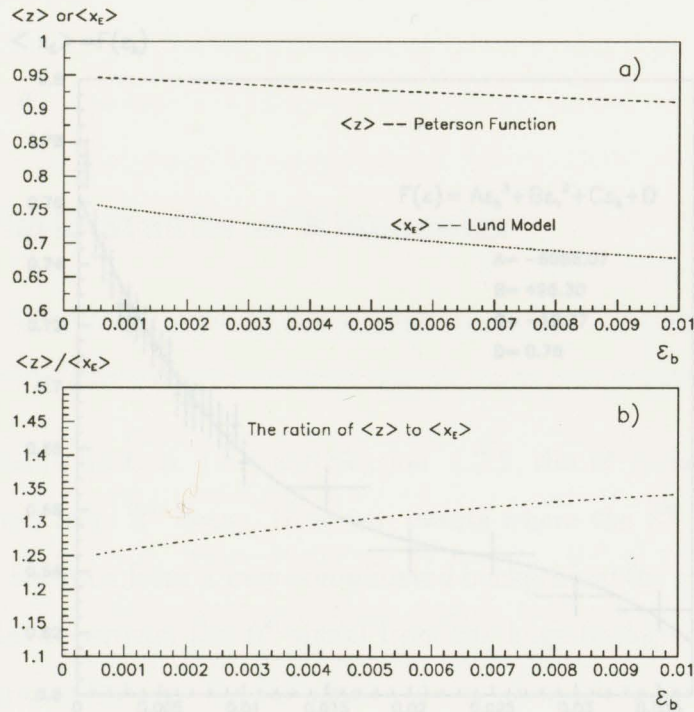 <z> or <x_E>
a)
0.95
0.9
0.85
0.8
0.75
0.7
0.65
0.6
<z> -- Peterson Function
<x_E> -- Lund Model
0 0.001 0.002 0.003 0.004 0.005 0.006 0.007 0.008 0.009 0.01
ε_b
<z>/<x_E>
b)
1.5
1.45
1.4
1.35
1.3
1.25
1.2
1.15
1.1
The ration of <z> to <x_E>
0 0.001 0.002 0.003 0.004 0.005 0.006 0.007 0.008 0.009 0.01
ε_b